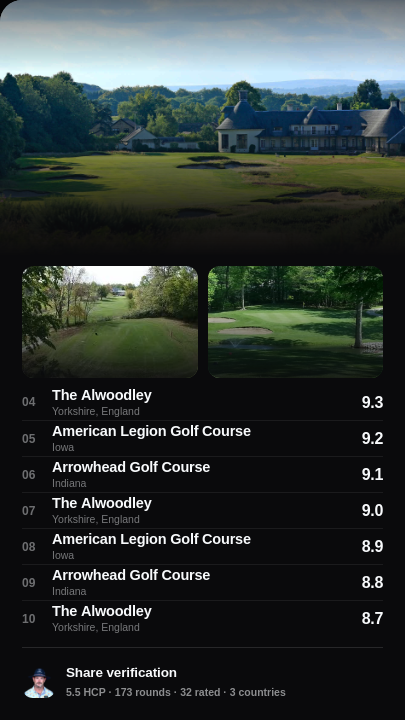 04 The Alwoodley 9.3
Yorkshire, England
05 American Legion Golf Course 9.2
Iowa
06 Arrowhead Golf Course 9.1
Indiana
07 The Alwoodley 9.0
Yorkshire, England
08 American Legion Golf Course 8.9
Iowa
09 Arrowhead Golf Course 8.8
Indiana
10 The Alwoodley 8.7
Yorkshire, England
Share verification
5.5 HCP · 173 rounds · 32 rated · 3 countries